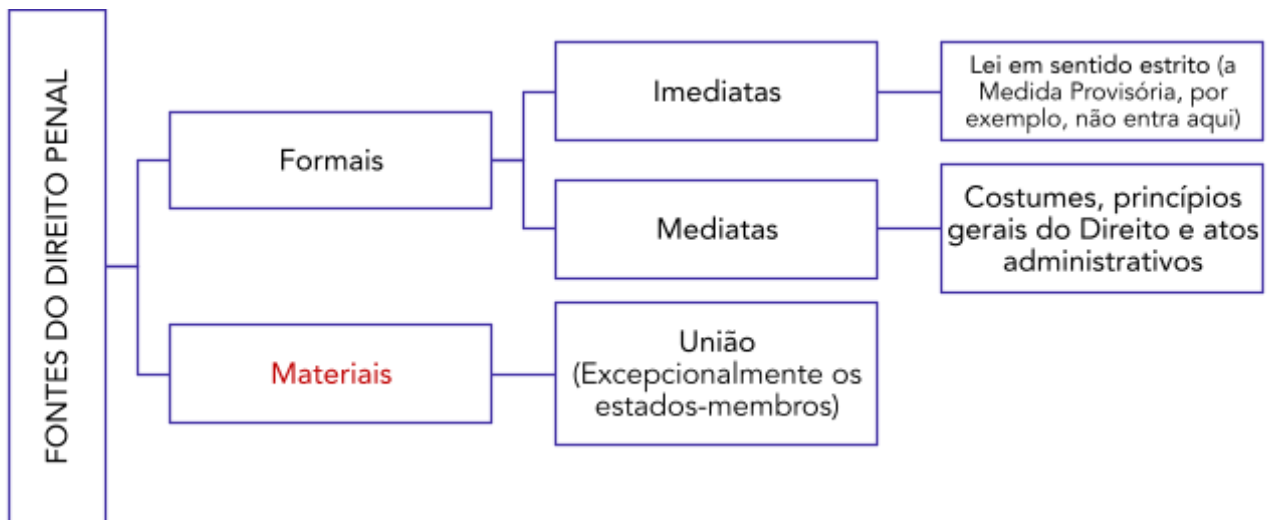 FONTES DO DIREITO PENAL
Formais
Imediatas
Lei em sentido estrito (a
Medida Provisória, por
exemplo, não entra aqui)
Mediatas
Costumes, princípios
gerais do Direito e atos
administrativos
Materiais
União
(Excepcionalmente os
estados-membros)